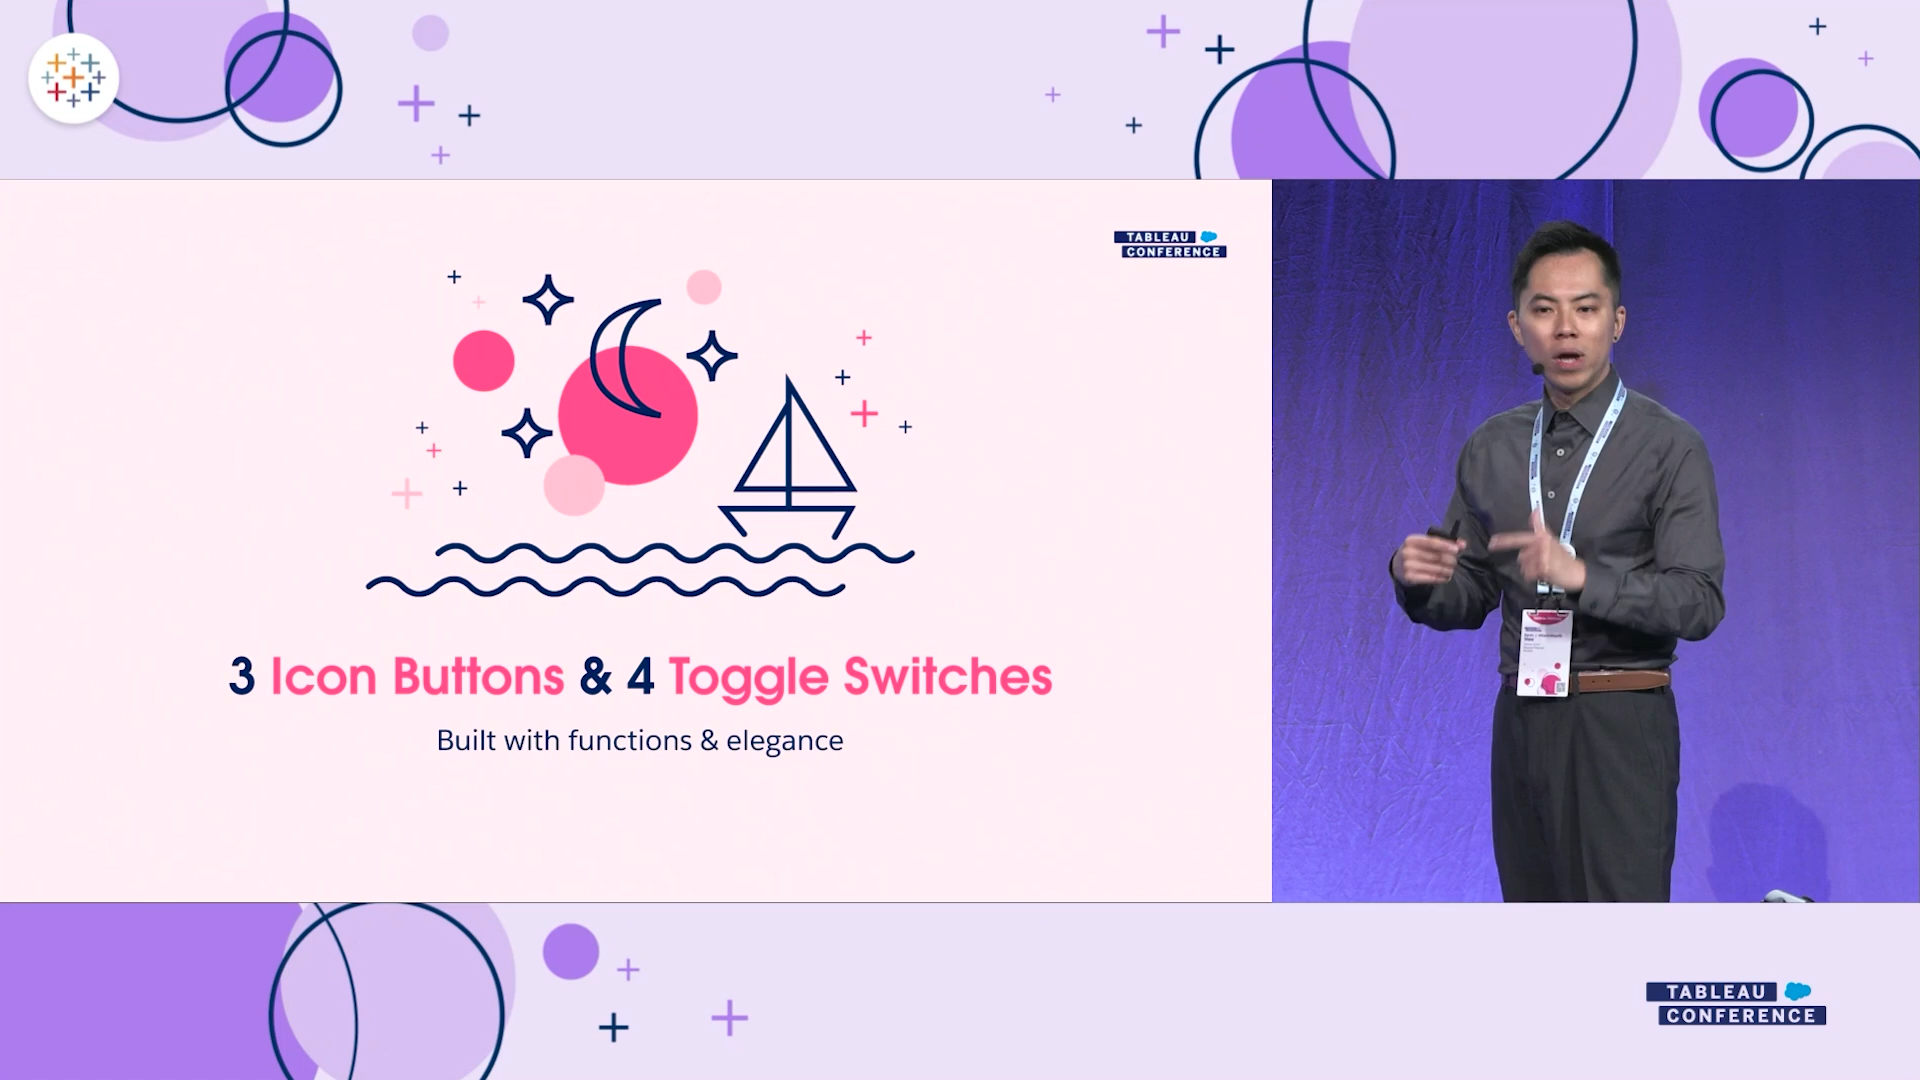 TABLEAU
CONFERENCE
3 Icon Buttons & 4 Toggle Switches
Built with functions & elegance
TABLEAU
CONFERENCE